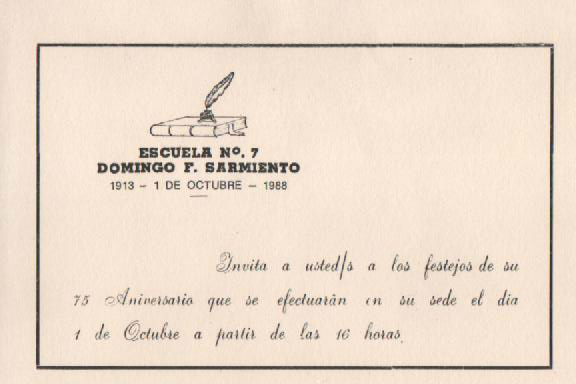 ESCUELA Nº. 7
DOMINGO F. SARMIENTO
1913 – 1 DE OCTUBRE – 1988
Invita a usted/s a los festejos de su
75 Aniversario que se efectuarán en su sede el día
1 de Octubre a partir de las 16 horas.